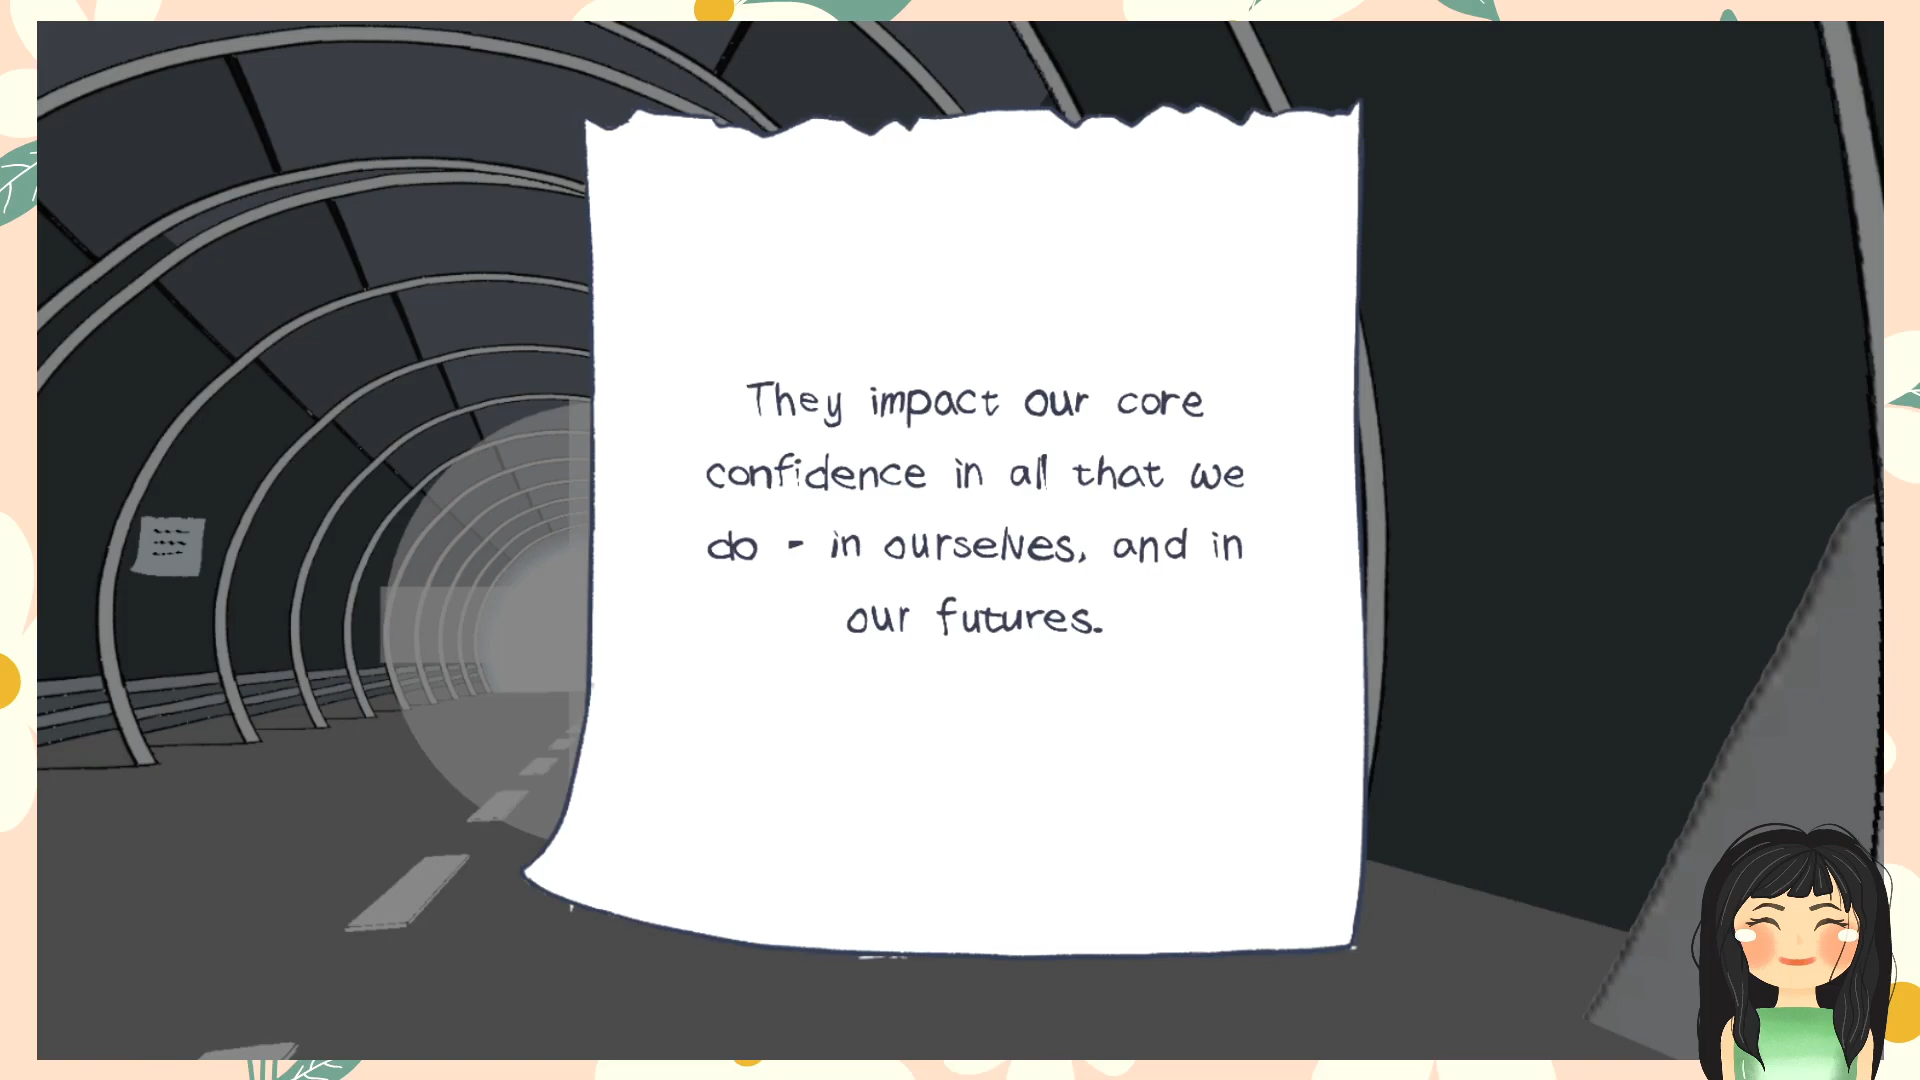 They impact our core
confidence in all that we
do - in ourselves, and in
our futures.